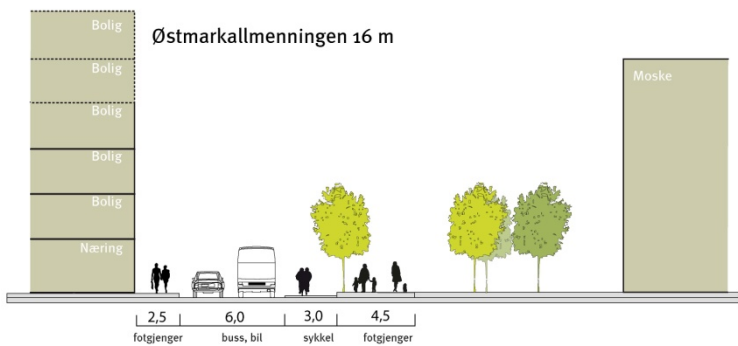 Bolig
Østmarkallmenningen 16 m
Bolig
Moske
Bolig
Bolig
Bolig
Næring
2,5 6,0 3,0 4,5
fotgjenger buss, bil sykkel fotgjenger